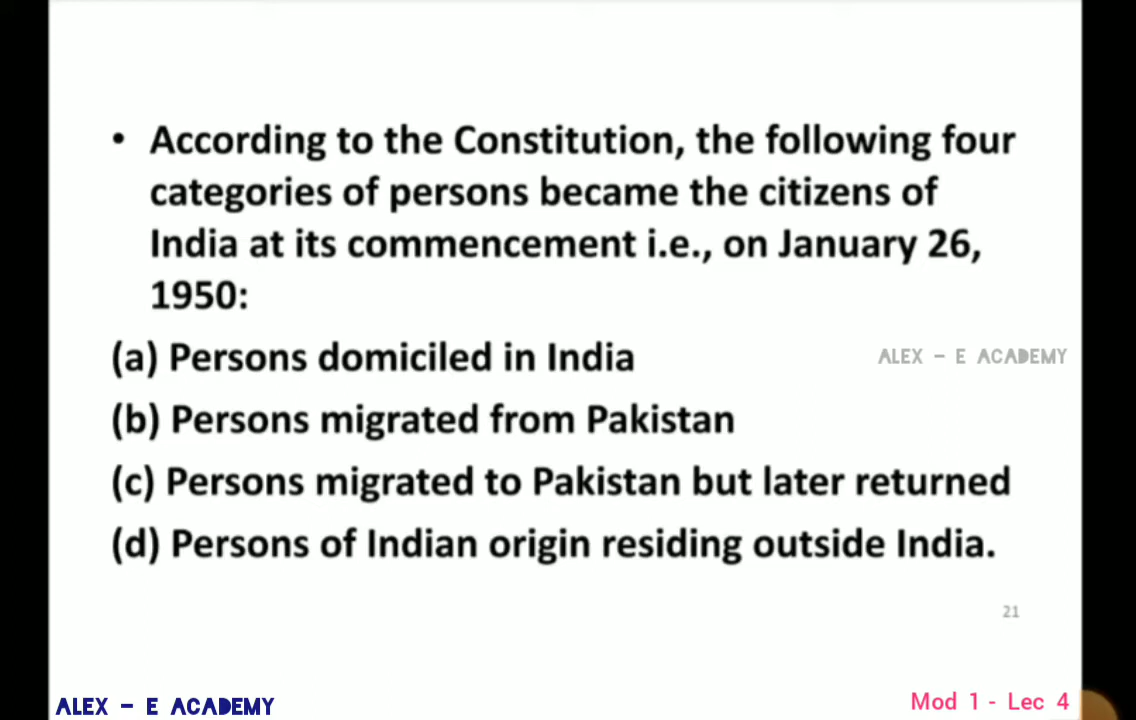 • According to the Constitution, the following four
categories of persons became the citizens of
India at its commencement i.e., on January 26,
1950:
(a) Persons domiciled in India
ALEX – E ACADEMY
(b) Persons migrated from Pakistan
(c) Persons migrated to Pakistan but later returned
(d) Persons of Indian origin residing outside India.
21
ALEX – E ACADEMY
Mod 1 - Lec 4